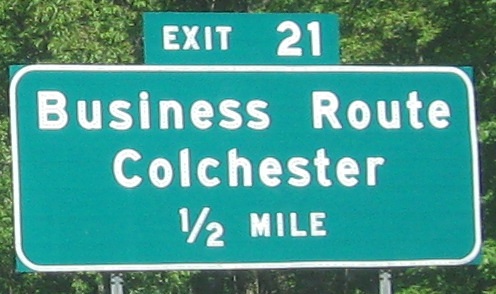 EXIT 21
Business Route
Colchester
½ MILE